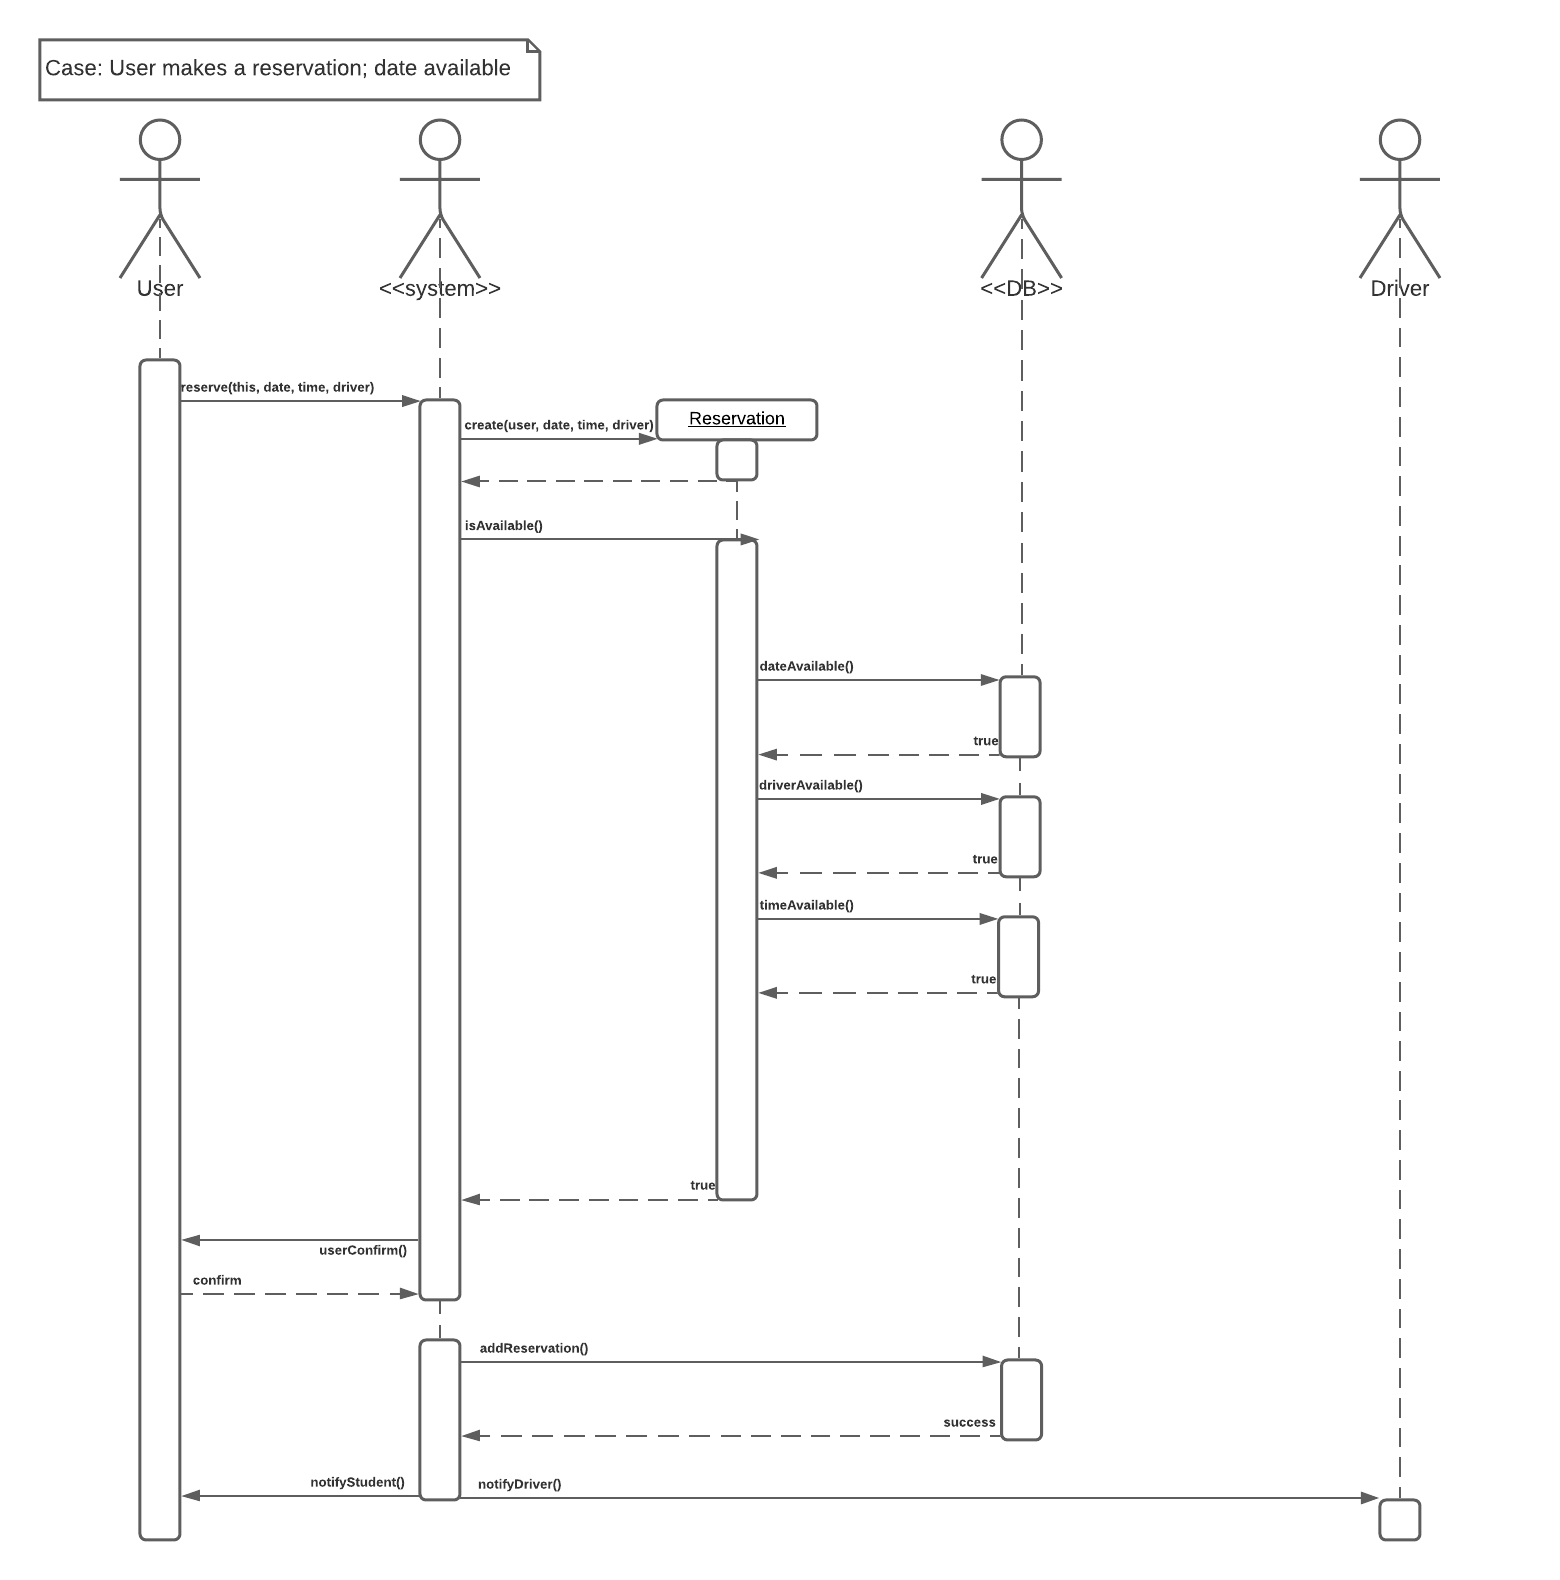 Case: User makes a reservation; date available
User
<<system>>
<<DB>>
Driver
reserve(this, date, time, driver)
create(user, date, time, driver)
Reservation
isAvailable()
dateAvailable()
true
driverAvailable()
true
timeAvailable()
true
true
userConfirm()
confirm
addReservation()
success
notifyStudent()
notifyDriver()